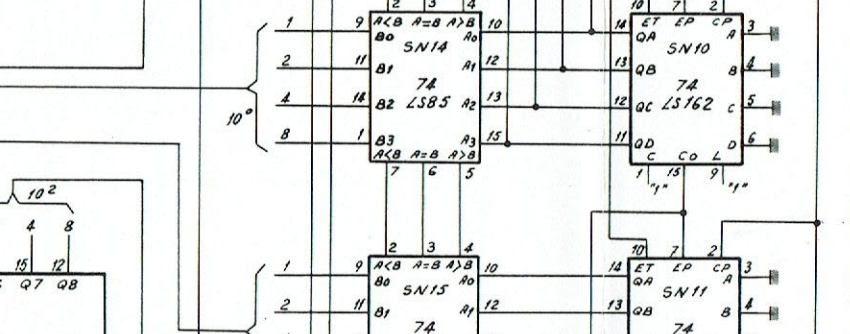 2 3 4 10 7 2
1 9 A<B A=B A>B 10 14 ET EP CP 3
B0 A0 QA A
SN14 SN10
2 11 B1 A1 12 13 QB B 4
74 74
4 14 B2 LS85 A2 13 12 QC LS162 C 5
10⁰
8 1 B3 A3 15 11 QD D 6
A<B A=B A>B C CO L
7 6 5 1 15 9
"1" "1"
10²
4 8
15 12
Q7 Q8
2 3 4 10 7 2
1 9 A<B A=B A>B 10 14 ET EP CP 3
B0 A0 QA A
SN15 SN11
2 11 B1 A1 12 13 QB B 4
74 74